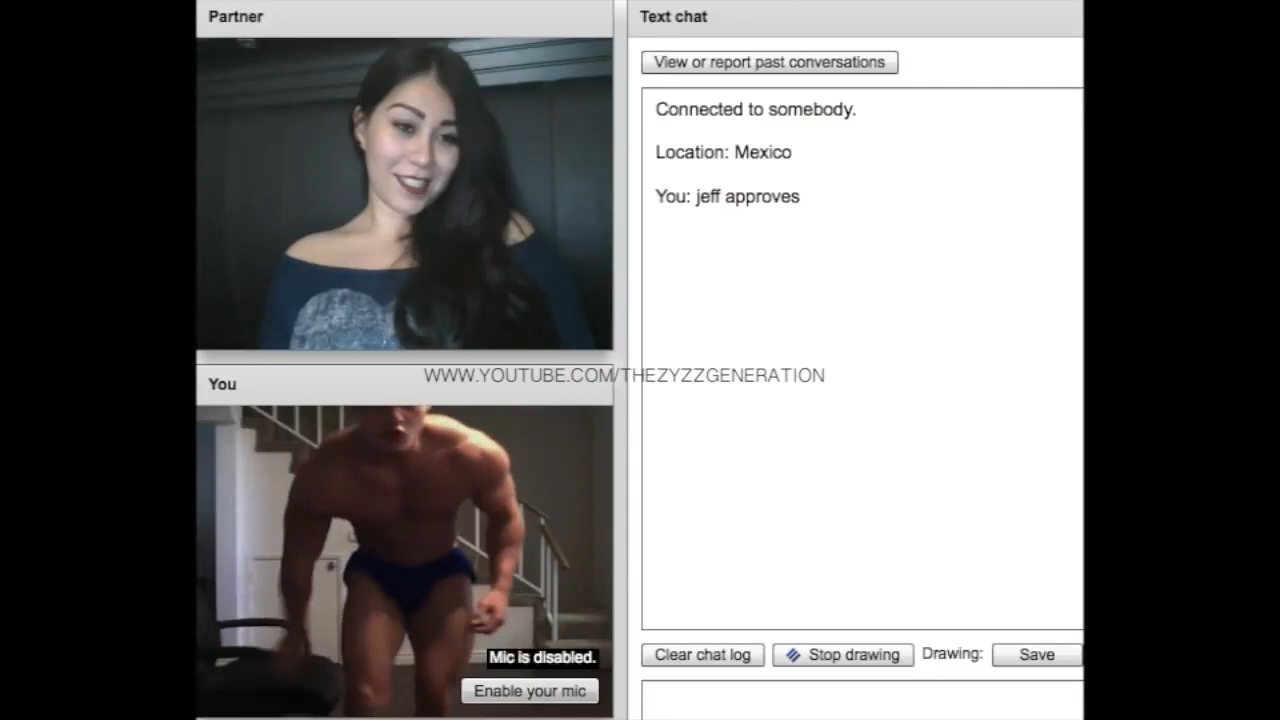 Partner
Text chat
View or report past conversations
Connected to somebody.
Location: Mexico
You: jeff approves
WWW.YOUTUBE.COM/THEZYZZGENERATION
You
Mic is disabled.
Enable your mic
Clear chat log
Stop drawing
Drawing:
Save